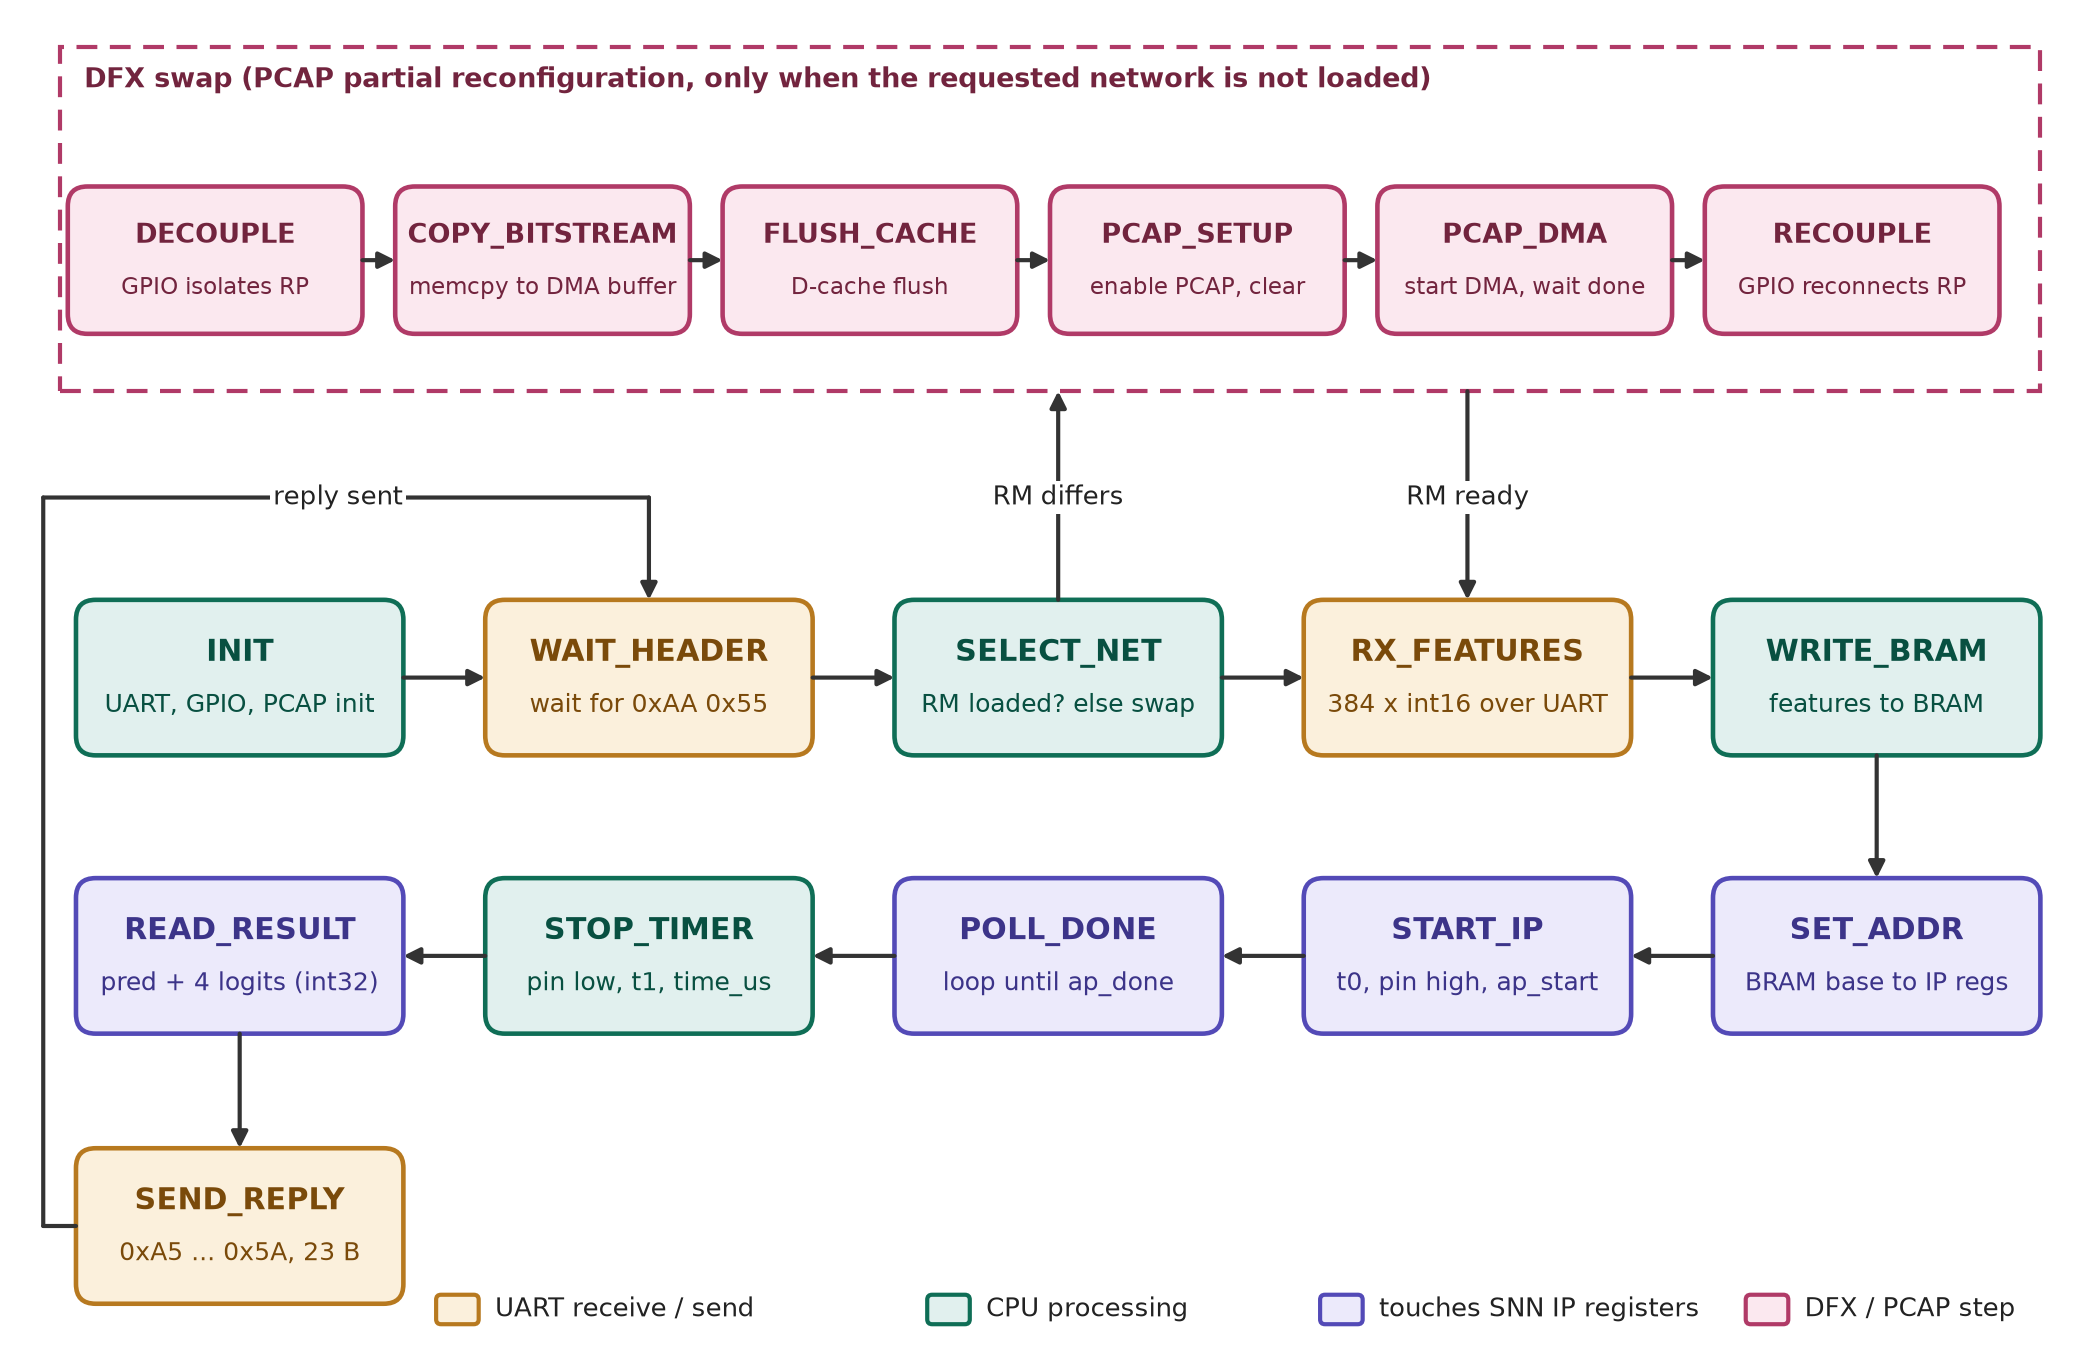 DFX swap (PCAP partial reconfiguration, only when the requested network is not loaded)
DECOUPLE
GPIO isolates RP
COPY_BITSTREAM
memcpy to DMA buffer
FLUSH_CACHE
D-cache flush
PCAP_SETUP
enable PCAP, clear
PCAP_DMA
start DMA, wait done
RECOUPLE
GPIO reconnects RP
reply sent
RM differs
RM ready
INIT
UART, GPIO, PCAP init
WAIT_HEADER
wait for 0xAA 0x55
SELECT_NET
RM loaded? else swap
RX_FEATURES
384 x int16 over UART
WRITE_BRAM
features to BRAM
READ_RESULT
pred + 4 logits (int32)
STOP_TIMER
pin low, t1, time_us
POLL_DONE
loop until ap_done
START_IP
t0, pin high, ap_start
SET_ADDR
BRAM base to IP regs
SEND_REPLY
0xA5 ... 0x5A, 23 B
UART receive / send
CPU processing
touches SNN IP registers
DFX / PCAP step